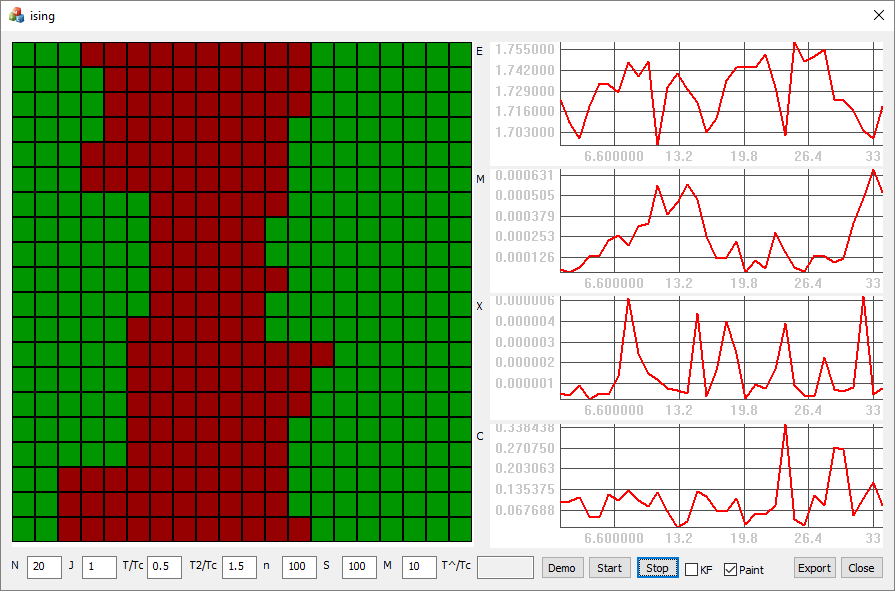 ising
E
1.755000
1.742000
1.729000
1.716000
1.703000
6.600000 13.2 19.8 26.4 33
M
0.000631
0.000505
0.000379
0.000253
0.000126
6.600000 13.2 19.8 26.4 33
X
0.000006
0.000004
0.000003
0.000002
0.000001
6.600000 13.2 19.8 26.4 33
C
0.338438
0.270750
0.203063
0.135375
0.067688
6.600000 13.2 19.8 26.4 33
N 20 J 1 T/Tc 0.5 T2/Tc 1.5 n 100 S 100 M 10 T^/Tc Demo Start Stop KF Paint Export Close